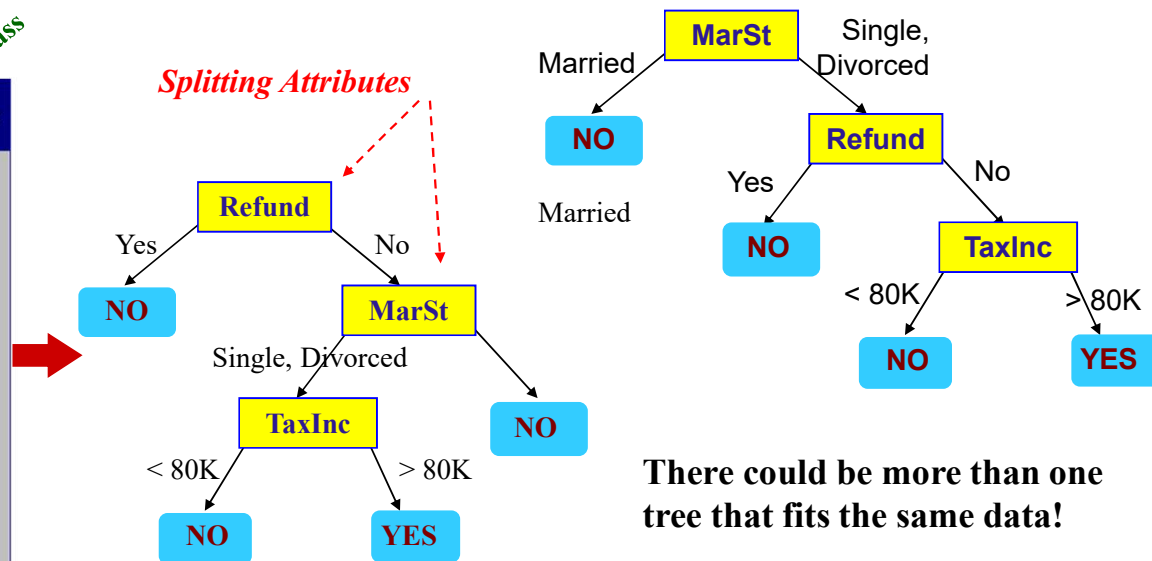 Splitting Attributes
Refund
Yes
No
NO
MarSt
Single, Divorced
Married
TaxInc
NO
< 80K
> 80K
NO
YES
MarSt
Married
Single,
Divorced
NO
Refund
Yes
No
NO
TaxInc
< 80K
> 80K
NO
YES
There could be more than one
tree that fits the same data!